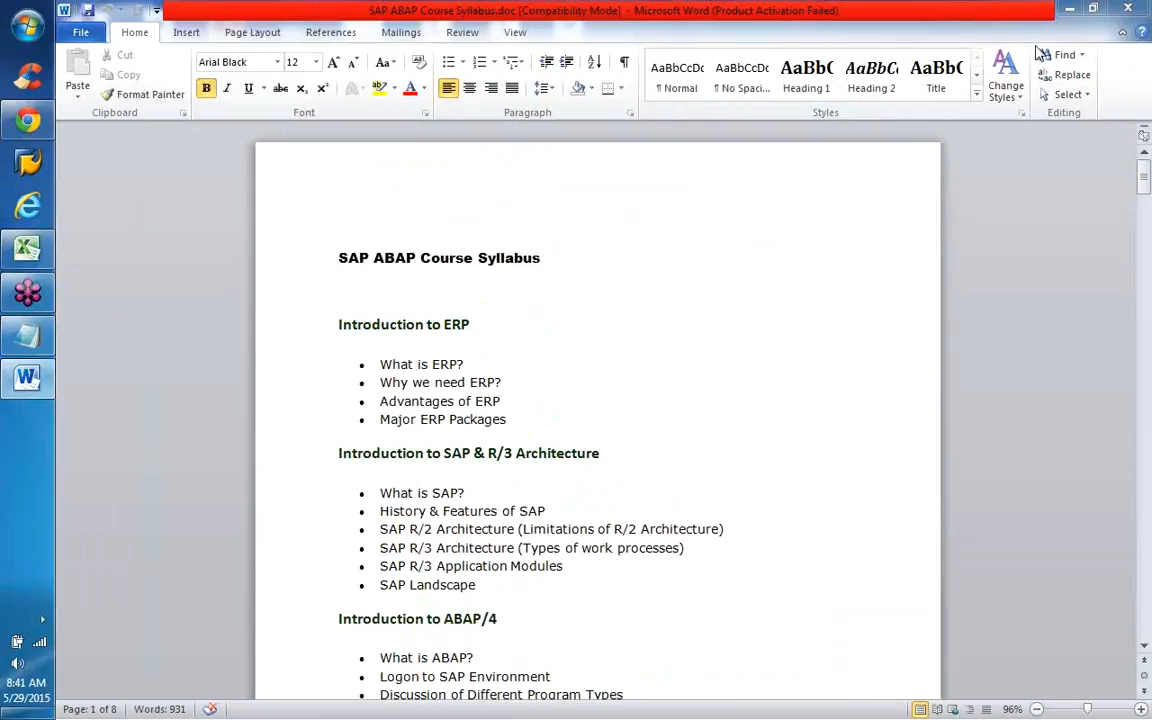 SAP ABAP Course Syllabus.doc [Compatibility Mode] - Microsoft Word (Product Activation Failed)
File Home Insert Page Layout References Mailings Review View
Cut
Copy
Format Painter
Paste
Clipboard
Arial Black 12
Font
Paragraph
AaBbCcDc AaBbCcDc AaBbC AaBbCc AaBbC
¶ Normal ¶ No Spaci... Heading 1 Heading 2 Title
Change Styles
Styles
Find
Replace
Select
Editing
SAP ABAP Course Syllabus
Introduction to ERP
• What is ERP?
• Why we need ERP?
• Advantages of ERP
• Major ERP Packages
Introduction to SAP & R/3 Architecture
• What is SAP?
• History & Features of SAP
• SAP R/2 Architecture (Limitations of R/2 Architecture)
• SAP R/3 Architecture (Types of work processes)
• SAP R/3 Application Modules
• SAP Landscape
Introduction to ABAP/4
• What is ABAP?
• Logon to SAP Environment
• Discussion of Different Program Types
8:41 AM
5/29/2015
Page: 1 of 8 Words: 931 96%